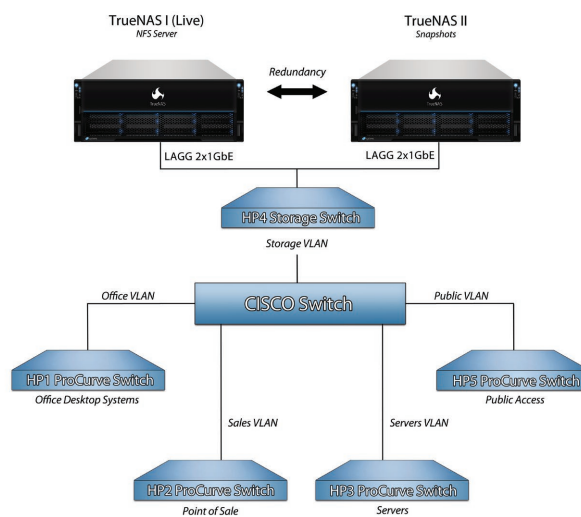 TrueNAS I (Live)
NFS Server
TrueNAS II
Snapshots
Redundancy
TrueNAS
TrueNAS
LAGG 2x1GbE
LAGG 2x1GbE
HP4 Storage Switch
Storage VLAN
CISCO Switch
Office VLAN
Public VLAN
HP1 ProCurve Switch
Office Desktop Systems
HP5 ProCurve Switch
Public Access
Sales VLAN
Servers VLAN
HP2 ProCurve Switch
Point of Sale
HP3 ProCurve Switch
Servers